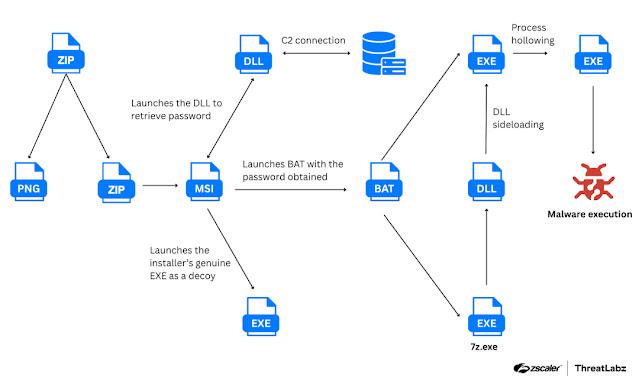 ZIP
PNG
ZIP
MSI
Launches the DLL to
retrieve password
DLL
C2 connection
Launches BAT with the
password obtained
Launches the
installer's genuine
EXE as a decoy
EXE
BAT
EXE
7z.exe
DLL
DLL
sideloading
EXE
Process
hollowing
EXE
Malware execution
zscaler | ThreatLabz